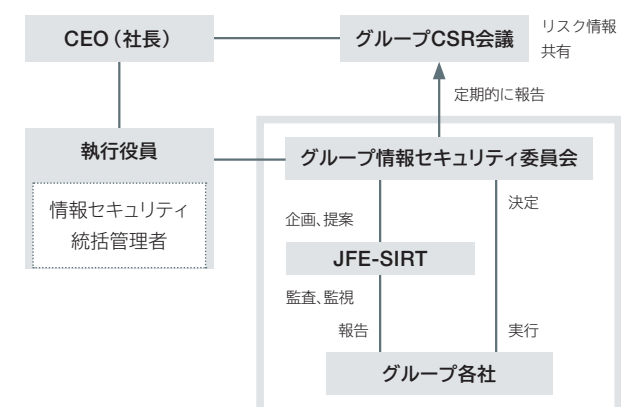 CEO（社長）
グループCSR会議
リスク情報
共有
定期的に報告
執行役員
情報セキュリティ
統括管理者
グループ情報セキュリティ委員会
決定
企画、提案
JFE-SIRT
監査、監視
報告
実行
グループ各社